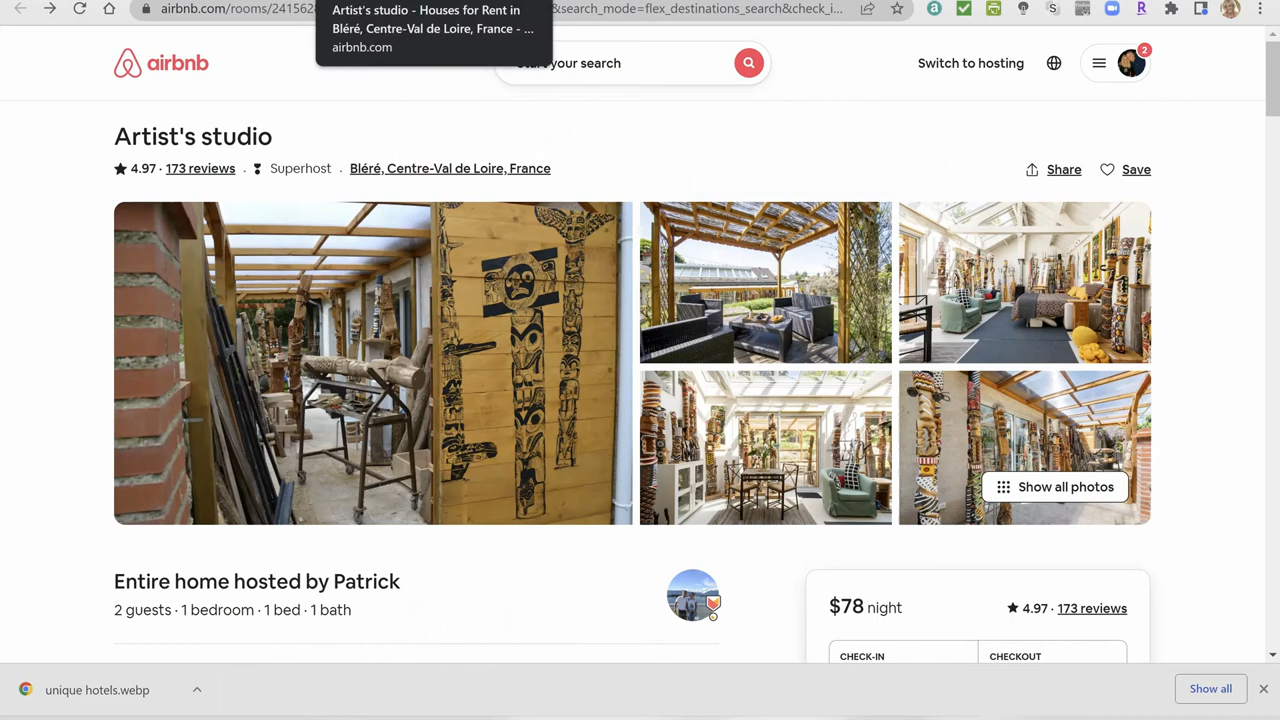 airbnb.com/rooms/2415628
&search_mode=flex_destinations_search&check_i...
Artist's studio - Houses for Rent in
Bléré, Centre-Val de Loire, France - ...
airbnb.com
airbnb
Start your search
Switch to hosting
2
Artist's studio
4.97 · 173 reviews · Superhost · Bléré, Centre-Val de Loire, France
Share
Save
Show all photos
Entire home hosted by Patrick
2 guests · 1 bedroom · 1 bed · 1 bath
$78 night
4.97 · 173 reviews
CHECK-IN
CHECKOUT
unique hotels.webp
Show all